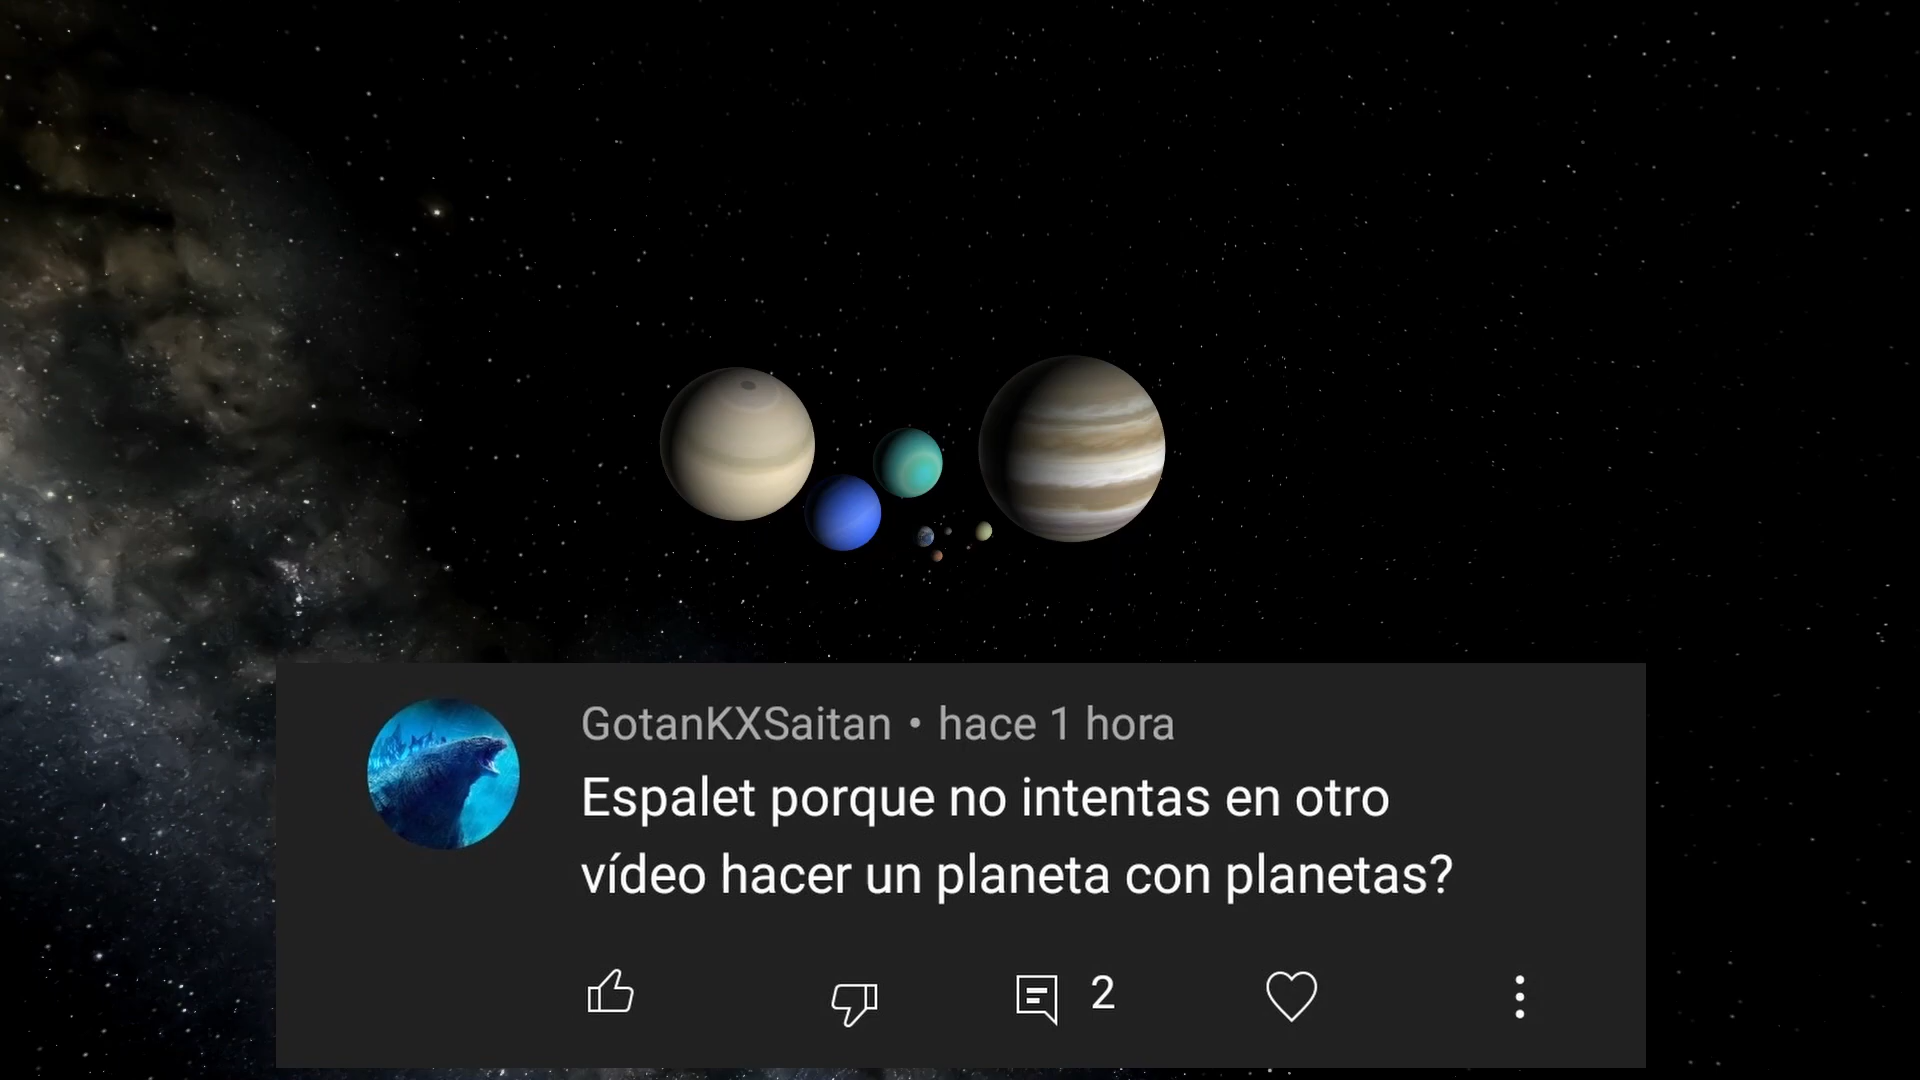 GotanKXSaitan • hace 1 hora
Espalet porque no intentas en otro
vídeo hacer un planeta con planetas?
2